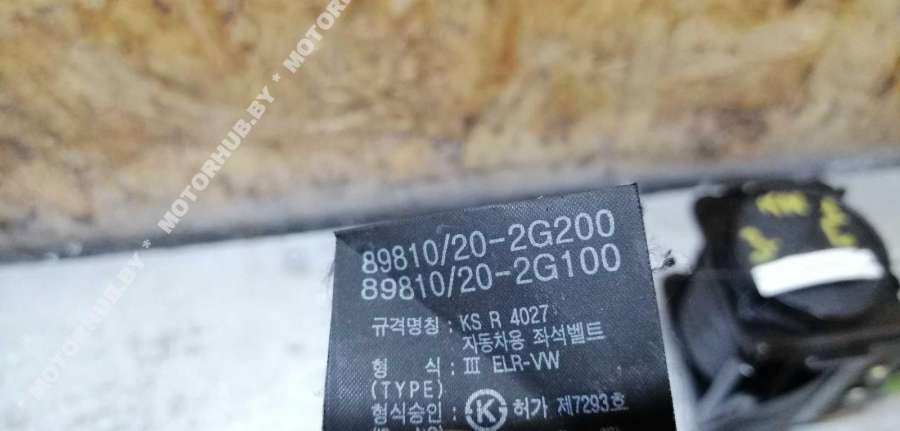 89810/20-2G200
89810/20-2G100
규격명칭 : KS R 4027
자동차용 좌석벨트
형 식 : III ELR-VW
(TYPE)
형식승인 : K 허가 제7293호
* MOTORHUB.BY * MOTORHUB.BY * MOTORHUB.BY